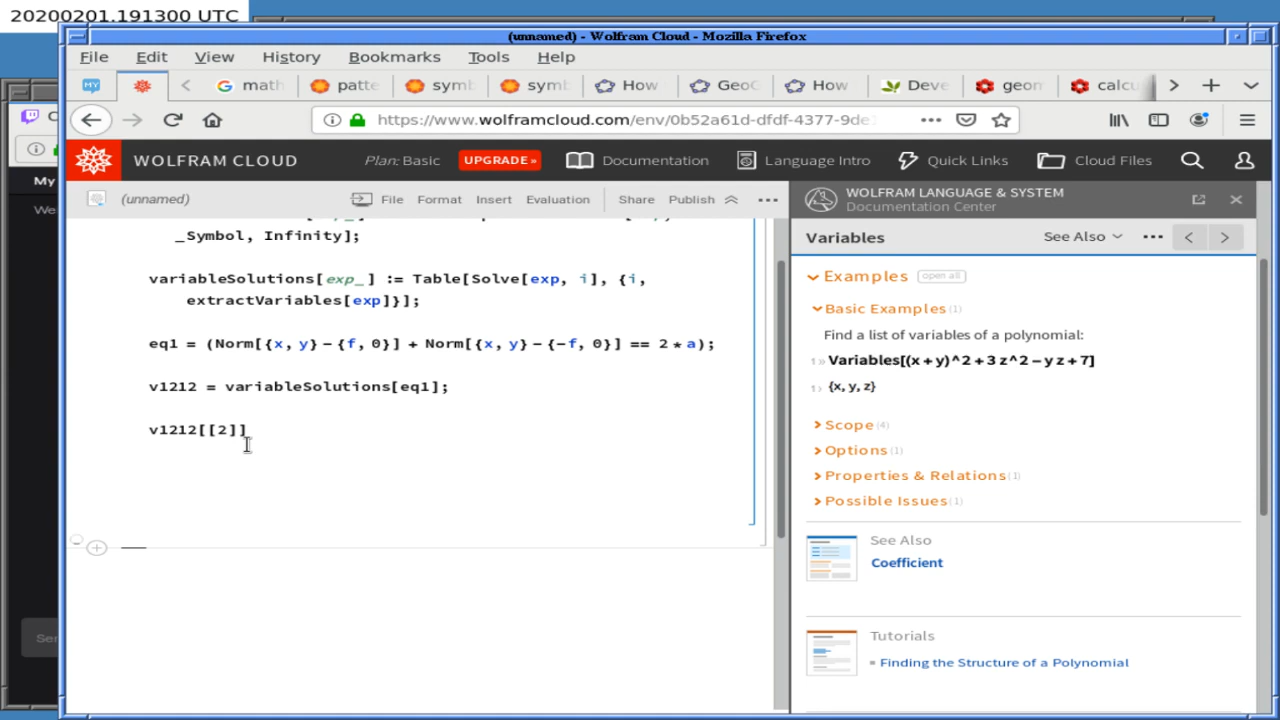 20200201.191300 UTC
(unnamed) - Wolfram Cloud - Mozilla Firefox
File Edit View History Bookmarks Tools Help
math patte symb symb How GeoG How Deve geom calcu
https://www.wolframcloud.com/env/0b52a61d-dfdf-4377-9de
WOLFRAM CLOUD Plan: Basic UPGRADE» Documentation Language Intro Quick Links Cloud Files
(unnamed) File Format Insert Evaluation Share Publish
_Symbol, Infinity];
variableSolutions[exp_] := Table[Solve[exp, i], {i,
extractVariables[exp]}];
eq1 = (Norm[{x, y}-{f, 0}] + Norm[{x, y}-{-f, 0}] == 2*a);
v1212 = variableSolutions[eq1];
v1212[[2]]
WOLFRAM LANGUAGE & SYSTEM
Documentation Center
Variables See Also
Examples open all
Basic Examples (1)
Find a list of variables of a polynomial:
Variables[(x + y)^2 + 3 z^2 - y z + 7]
{x, y, z}
Scope (4)
Options (1)
Properties & Relations (1)
Possible Issues (1)
See Also
Coefficient
Tutorials
Finding the Structure of a Polynomial
My
We
Ser